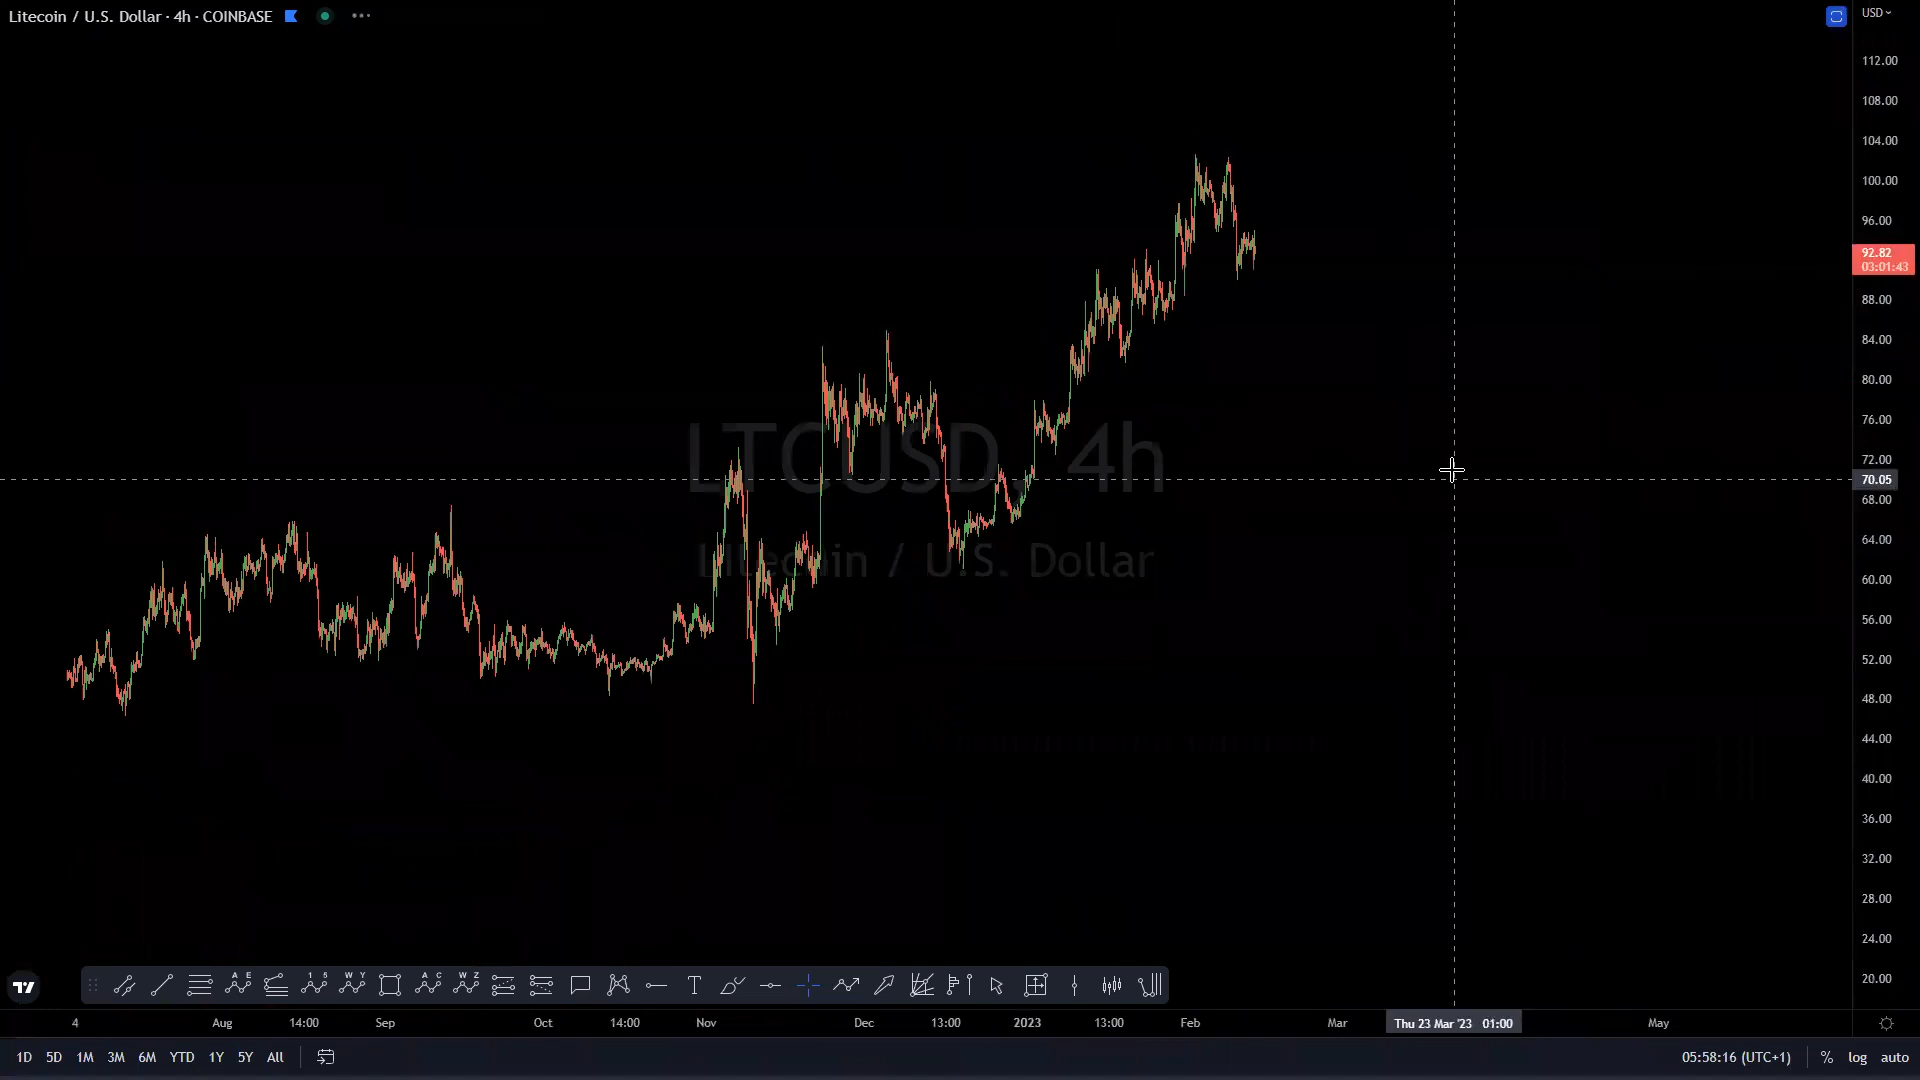 Litecoin / U.S. Dollar · 4h · COINBASE
USD
112.00
108.00
104.00
100.00
96.00
92.82
03:01:43
88.00
84.00
80.00
76.00
72.00
70.05
68.00
64.00
60.00
56.00
52.00
48.00
44.00
40.00
36.00
32.00
28.00
24.00
20.00
LTCUSD, 4h
Litecoin / U.S. Dollar
A E
1 5
W Y
A C
W Z
T
4 Aug 14:00 Sep Oct 14:00 Nov Dec 13:00 2023 13:00 Feb Mar Thu 23 Mar '23 01:00 May
1D 5D 1M 3M 6M YTD 1Y 5Y All 05:58:16 (UTC+1) % log auto